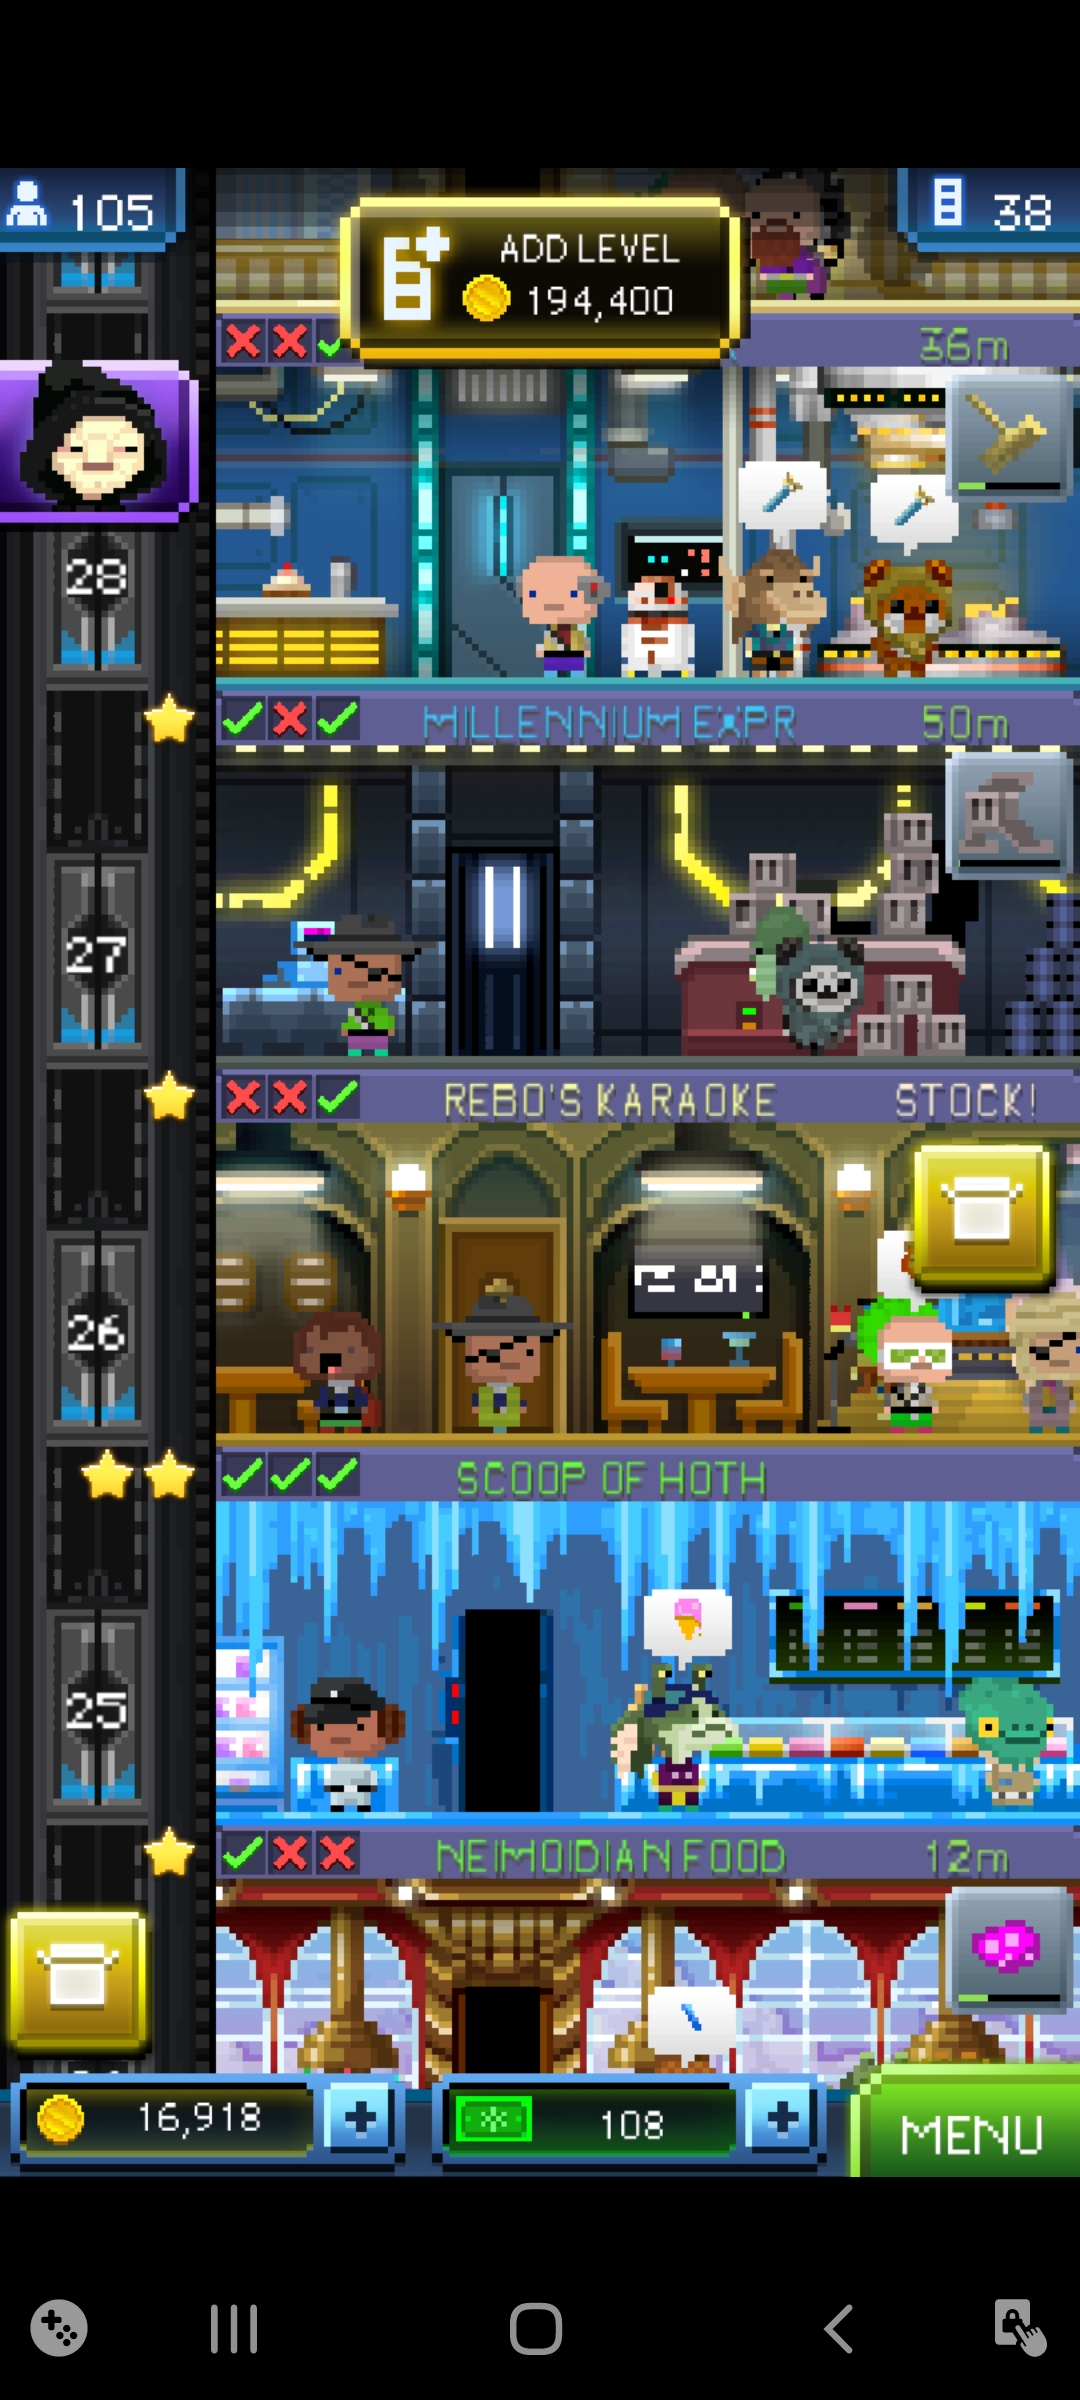 105
ADD LEVEL
194,400
38
36m
28
MILLENNIUM EXPR
50m
27
REBO'S KARAOKE
STOCK!
26
SCOOP OF HOTH
25
NEIMOIDIAN FOOD
12m
16,918
108
MENU